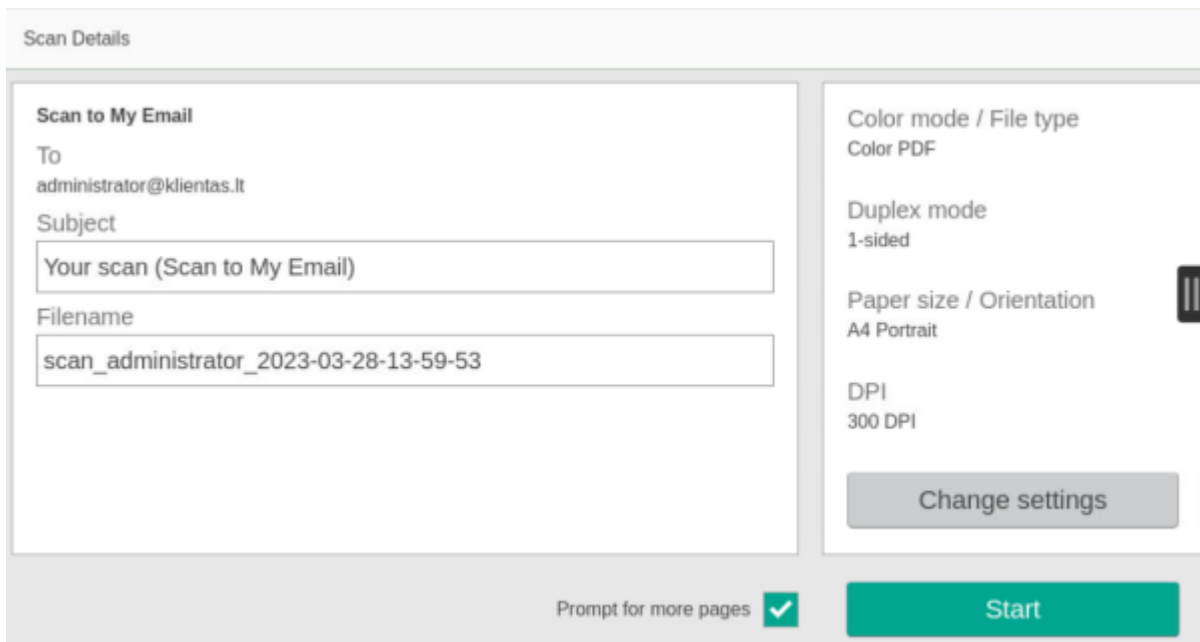 Scan Details
Scan to My Email
To
administrator@klientas.lt
Subject
Your scan (Scan to My Email)
Filename
scan_administrator_2023-03-28-13-59-53
Color mode / File type
Color PDF
Duplex mode
1-sided
Paper size / Orientation
A4 Portrait
DPI
300 DPI
Change settings
Prompt for more pages
Start